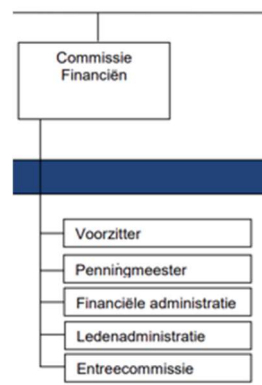 Commissie
Financiën
Voorzitter
Penningmeester
Financiële administratie
Ledenadministratie
Entreecommissie